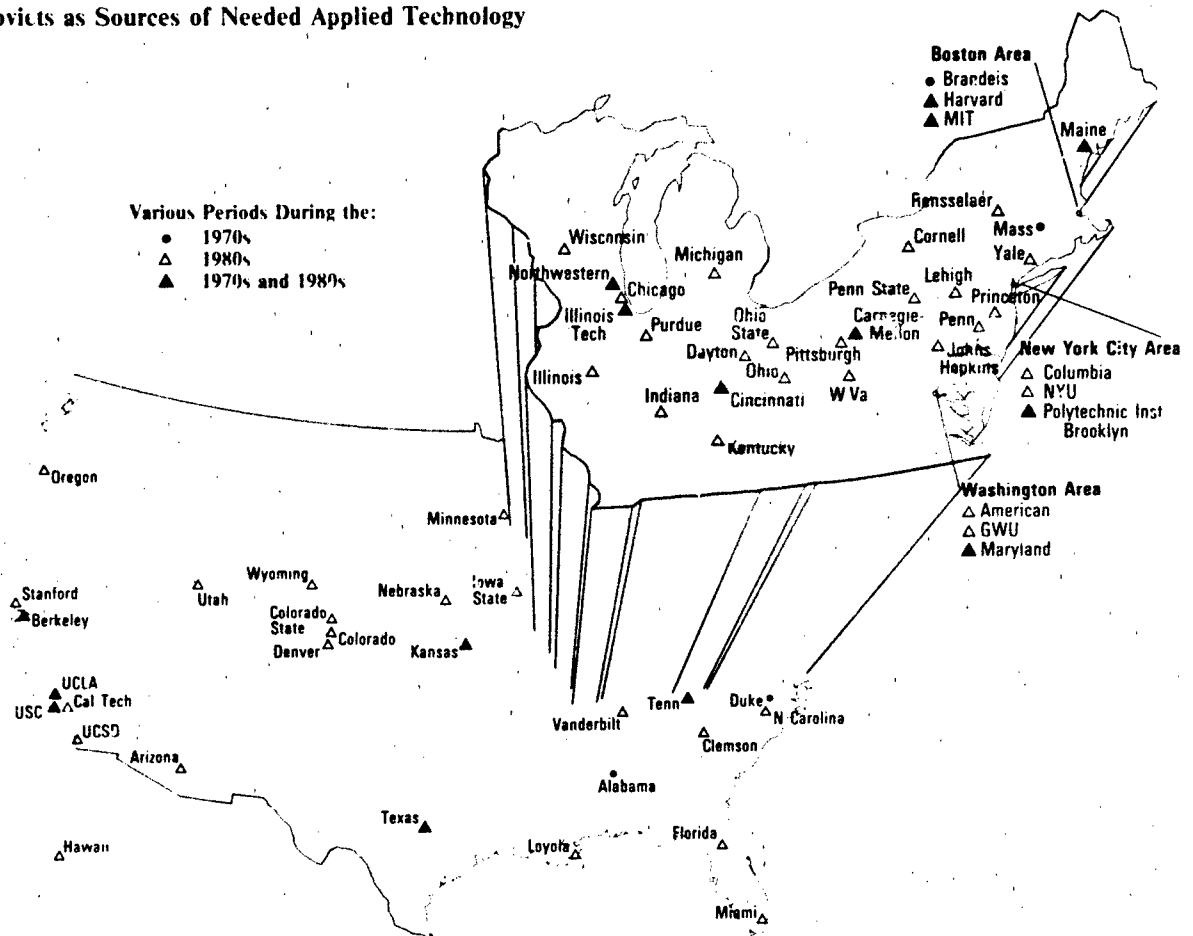 oviets as Sources of Needed Applied Technology
Boston Area
Brandeis
Harvard
MIT
Maine
Various Periods During the:
1970s
1980s
1970s and 1980s
Rensselaer
Mass
Wisconsin
Cornell
Yale
Michigan
Northwestern
Chicago
Lehigh
Penn State
Princeton
Illinois
Tech
Purdue
Ohio
State
Carnegie-
Mellon
Penn
Dayton
Pittsburgh
Johns
Hopkins
New York City Area
Columbia
NYU
Polytechnic Inst
Brooklyn
Illinois
Ohio
W Va
Indiana
Cincinnati
Kentucky
Oregon
Minnesota
Washington Area
American
GWU
Maryland
Stanford
Berkeley
Utah
Wyoming
Nebraska
Iowa
State
Colorado
State
Colorado
Denver
Kansas
UCLA
USC
Cal Tech
UCSD
Arizona
Vanderbilt
Tenn
Duke
N Carolina
Clemson
Alabama
Texas
Hawaii
Loyola
Florida
Miami